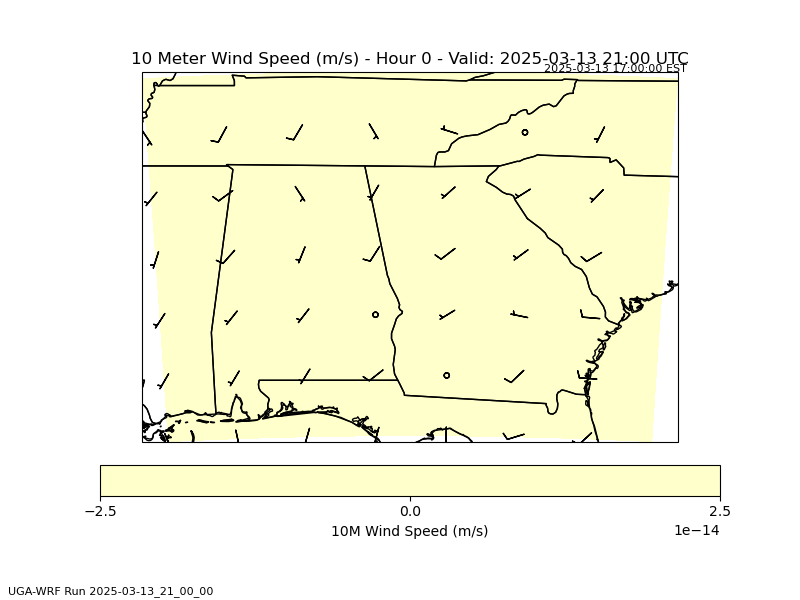 10 Meter Wind Speed (m/s) - Hour 0 - Valid: 2025-03-13 21:00 UTC
2025-03-13 17:00:00 EST
−2.5 0.0 2.5
1e−14
10M Wind Speed (m/s)
UGA-WRF Run 2025-03-13_21_00_00